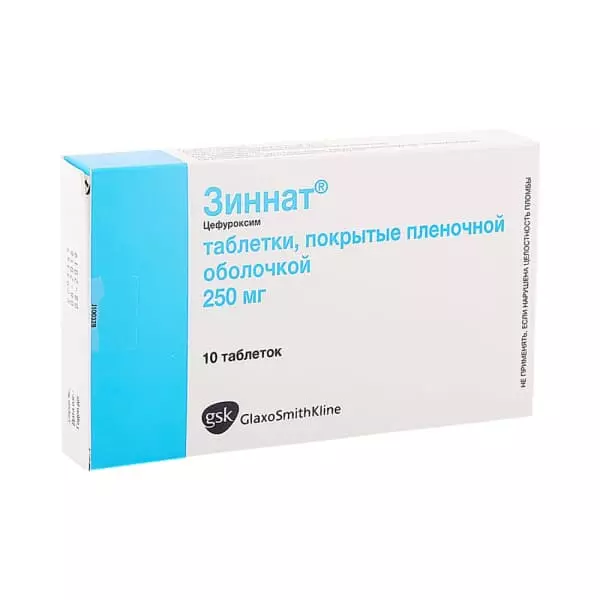 Зиннат®
Цефуроксим
таблетки, покрытые пленочной
оболочкой
250 мг
10 таблеток
gsk GlaxoSmithKline
НЕ ПРИМЕНЯТЬ, ЕСЛИ НАРУШЕНА ЦЕЛОСТНОСТЬ ПЛОМБЫ